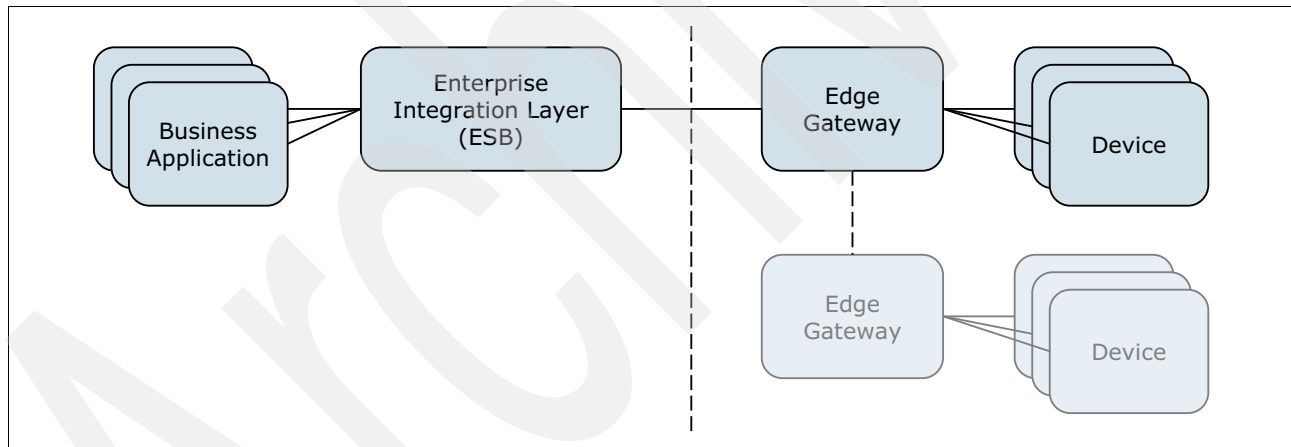 Business
Application
Enterprise
Integration Layer
(ESB)
Edge
Gateway
Device
Edge
Gateway
Device